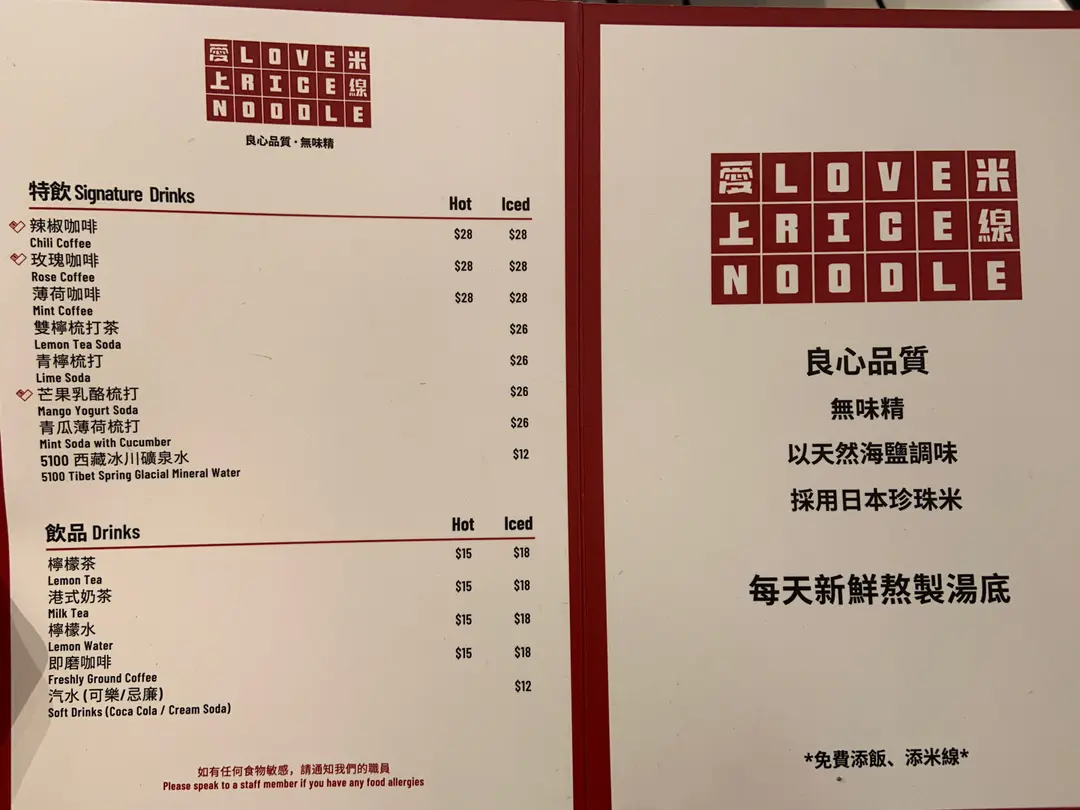 愛LOVE米
上RICE線
NOODLE
良心品質·無味精
特飲 Signature Drinks Hot Iced
辣椒咖啡 $28 $28
Chili Coffee
玫瑰咖啡 $28 $28
Rose Coffee
薄荷咖啡 $28 $28
Mint Coffee
雙檸梳打茶 $26
Lemon Tea Soda
青檸梳打 $26
Lime Soda
芒果乳酪梳打 $26
Mango Yogurt Soda
青瓜薄荷梳打 $26
Mint Soda with Cucumber
5100 西藏冰川礦泉水 $12
5100 Tibet Spring Glacial Mineral Water
飲品 Drinks Hot Iced
檸檬茶 $15 $18
Lemon Tea
港式奶茶 $15 $18
Milk Tea
檸檬水 $15 $18
Lemon Water
即磨咖啡 $15 $18
Freshly Ground Coffee
汽水 (可樂/忌廉) $12
Soft Drinks (Coca Cola / Cream Soda)
如有任何食物敏感，請通知我們的職員
Please speak to a staff member if you have any food allergies
愛LOVE米
上RICE線
NOODLE
良心品質
無味精
以天然海鹽調味
採用日本珍珠米
每天新鮮熬製湯底
*免費添飯、添米線*